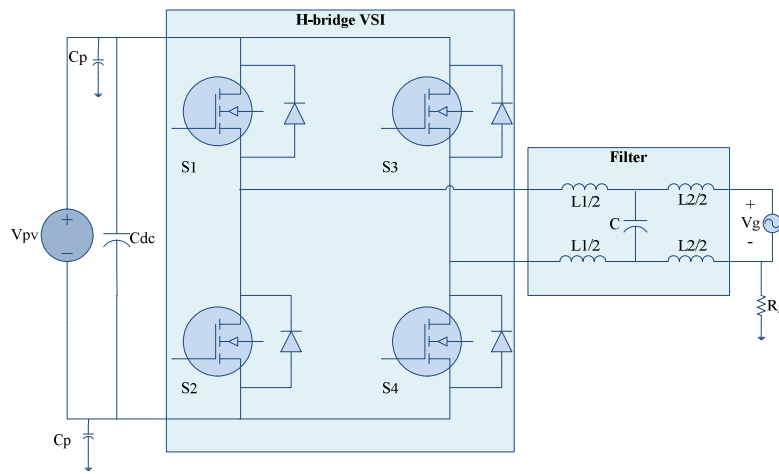 H-bridge VSI
Cp
S1
S3
Filter
L1/2
L2/2
+
Vpv
Cdc
C
Vg
L1/2
L2/2
-
S2
S4
Cp